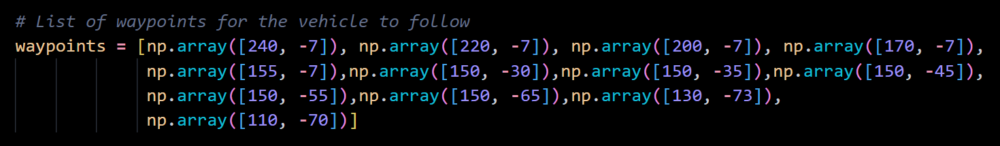 # List of waypoints for the vehicle to follow
waypoints = [np.array([240, -7]), np.array([220, -7]), np.array([200, -7]), np.array([170, -7]),
np.array([155, -7]),np.array([150, -30]),np.array([150, -35]),np.array([150, -45]),
np.array([150, -55]),np.array([150, -65]),np.array([130, -73]),
np.array([110, -70])]